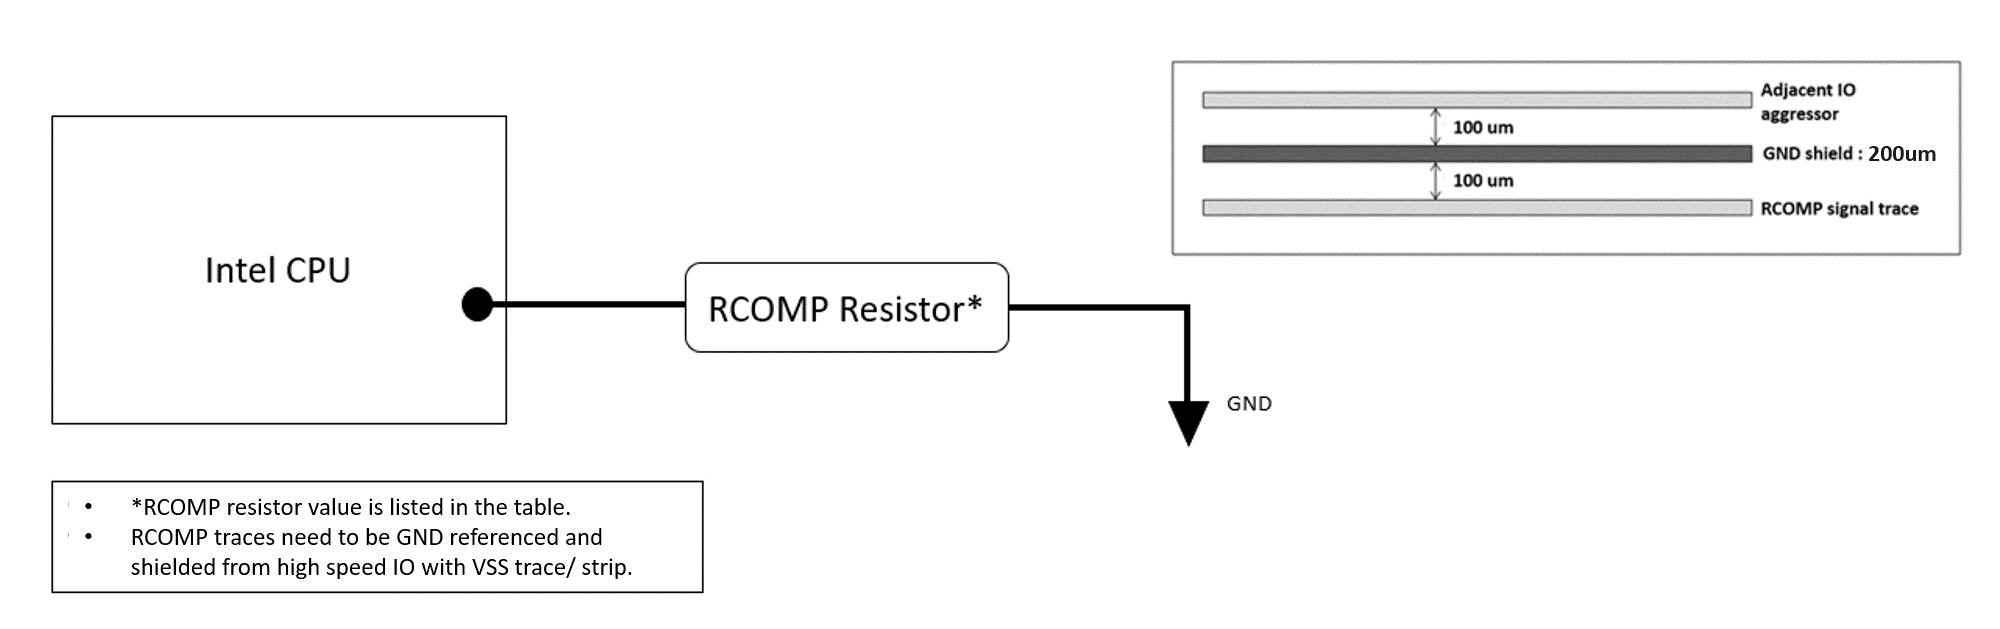 Adjacent IO
aggressor
100 um
GND shield : 200um
100 um
RCOMP signal trace
Intel CPU
RCOMP Resistor*
GND
• *RCOMP resistor value is listed in the table.
• RCOMP traces need to be GND referenced and
shielded from high speed IO with VSS trace/ strip.